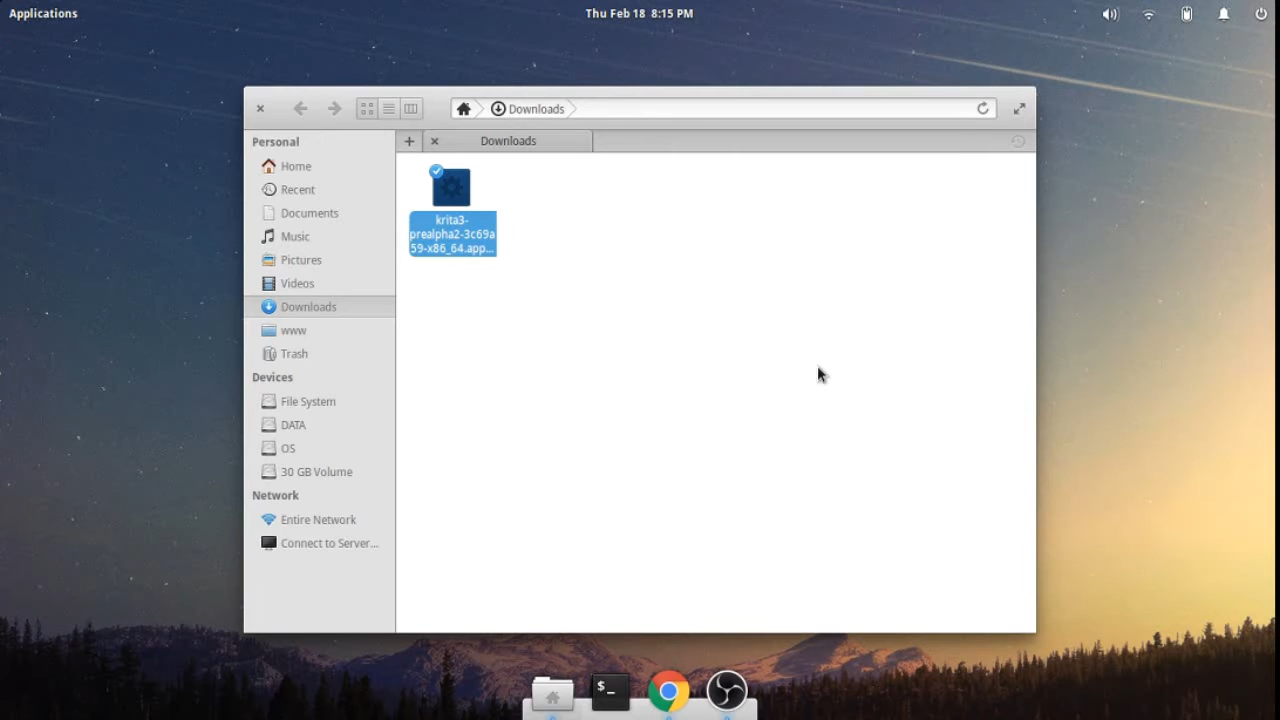 Applications
Thu Feb 18 8:15 PM
Downloads
Personal
Downloads
Home
Recent
Documents
Music
Pictures
Videos
Downloads
www
Trash
Devices
File System
DATA
OS
30 GB Volume
Network
Entire Network
Connect to Server...
krita3-
prealpha2-3c69a
59-x86_64.app...
$_